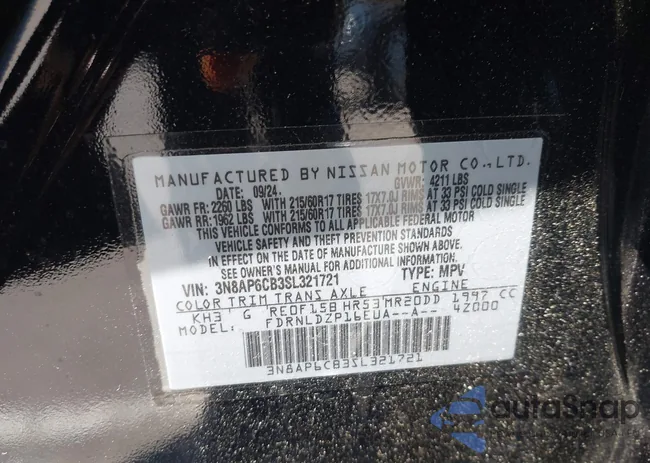 MANUFACTURED BY NISSAN MOTOR CO., LTD.
DATE: 09/24. GVWR: 4211 LBS
GAWR FR: 2260 LBS WITH 215/60R17 TIRES 17X7.0J RIMS AT 33 PSI COLD SINGLE
GAWR RR: 1962 LBS WITH 215/60R17 TIRES 17X7.0J RIMS AT 33 PSI COLD SINGLE
THIS VEHICLE CONFORMS TO ALL APPLICABLE FEDERAL MOTOR
VEHICLE SAFETY AND THEFT PREVENTION STANDARDS
IN EFFECT ON THE DATE OF MANUFACTURE SHOWN ABOVE.
SEE OWNER'S MANUAL FOR ADDITIONAL INFORMATION.
VIN: 3N8AP6CB3SL321721 TYPE: MPV
COLOR TRIM TRANS AXLE ENGINE
KH3 G RE0F15B HR53 MR20DD 1997 CC
MODEL: FDRNLDZP16EUA--A-- 4Z000
3N8AP6CB3SL321721
autoSnap